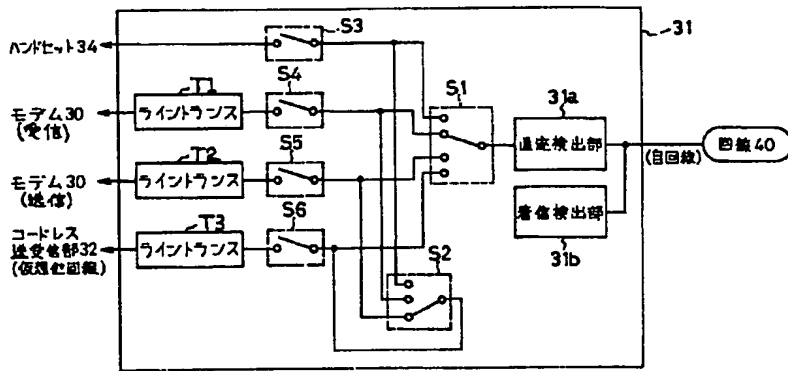 ハンドセット34
S3
31
T1
S4
モデム30
(受信)
ライントランス
S1
31a
T2
S5
直流検出部
回線40
(自回線)
モデム30
(送信)
ライントランス
着信検出部
T3
S6
31b
コードレス
送受信部32
(仮想他回線)
ライントランス
S2